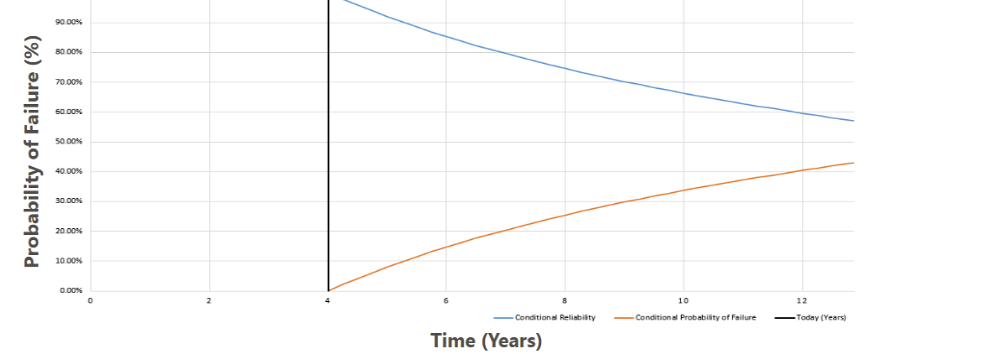 Probability of Failure (%)
90.00%
80.00%
70.00%
60.00%
50.00%
40.00%
30.00%
20.00%
10.00%
0.00%
0 2 4 6 8 10 12
Conditional Reliability Conditional Probability of Failure Today (Years)
Time (Years)